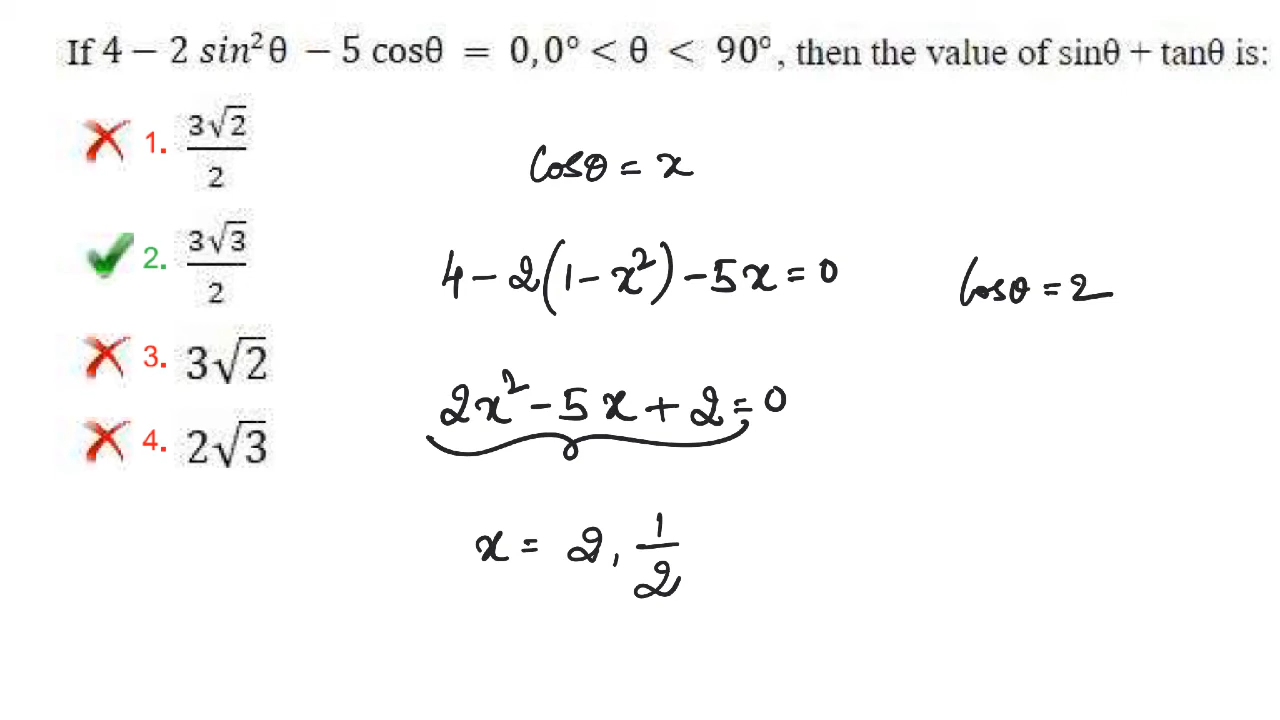 If 4 − 2 sin²θ − 5 cosθ = 0, 0° < θ < 90°, then the value of sinθ + tanθ is:
1. 3√2/2
2. 3√3/2
3. 3√2
4. 2√3
Cosθ = x
4 − 2(1 − x²) − 5x = 0
Cosθ = 2
2x² − 5x + 2 = 0
x = 2, 1/2